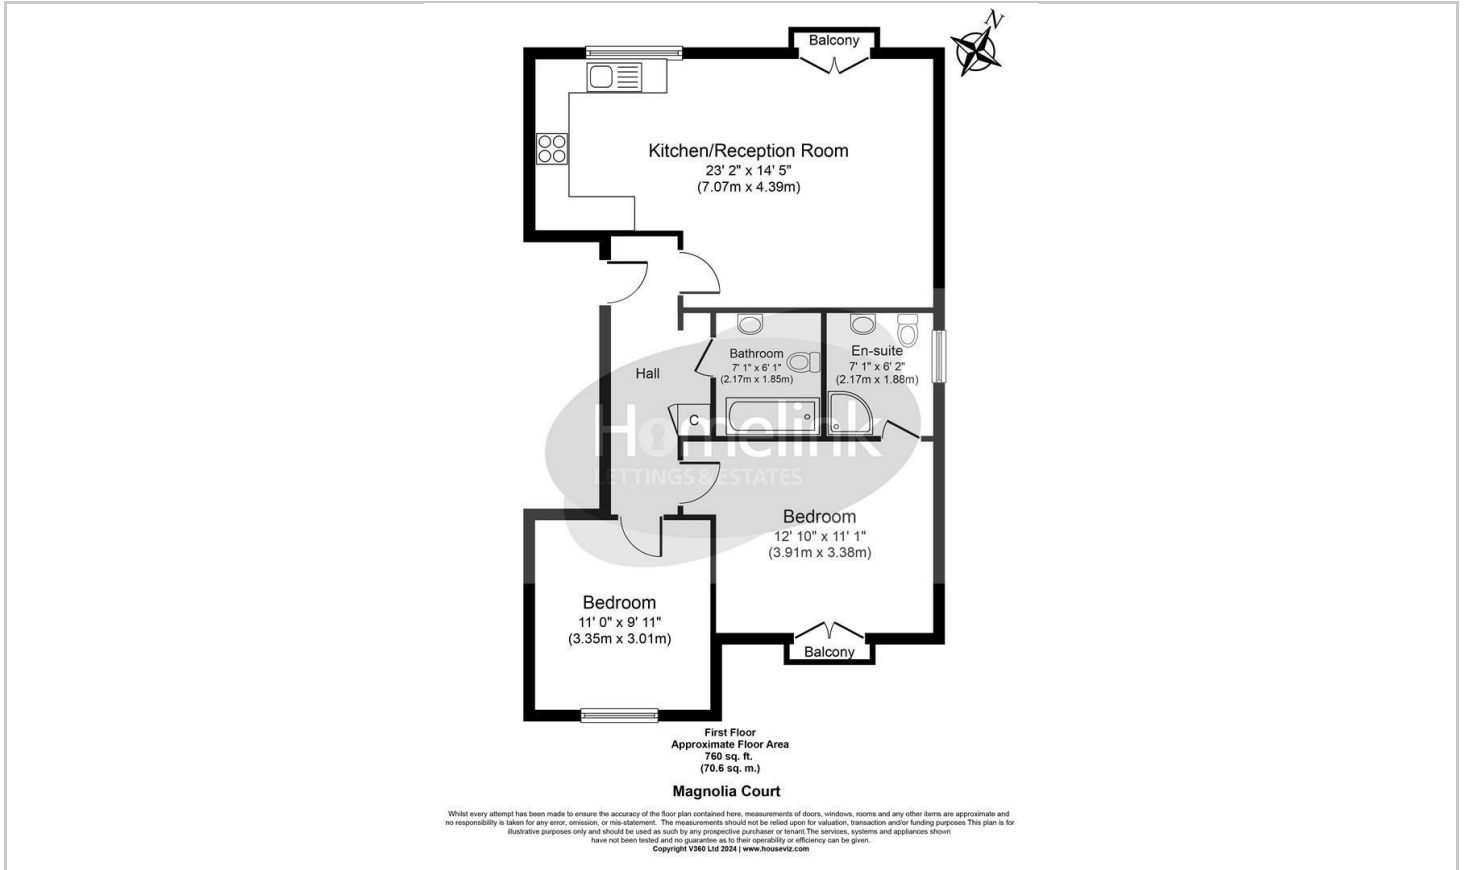 N
Balcony
Kitchen/Reception Room
23' 2" x 14' 5"
(7.07m x 4.39m)
Bathroom
7' 1" x 6' 1"
(2.17m x 1.85m)
En-suite
7' 1" x 6' 2"
(2.17m x 1.88m)
Hall
C
Homelink
LETTINGS & ESTATES
Bedroom
12' 10" x 11' 1"
(3.91m x 3.38m)
Bedroom
11' 0" x 9' 11"
(3.35m x 3.01m)
Balcony
First Floor
Approximate Floor Area
760 sq. ft.
(70.6 sq. m.)
Magnolia Court
Whilst every attempt has been made to ensure the accuracy of the floor plan contained here, measurements of doors, windows, rooms and any other items are approximate and
no responsibility is taken for any error, omission, or mis-statement. The measurements should not be relied upon for valuation, transaction and/or funding purposes This plan is for
illustrative purposes only and should be used as such by any prospective purchaser or tenant.The services, systems and appliances shown
have not been tested and no guarantee as to their operability or efficiency can be given.
Copyright V360 Ltd 2024 | www.houseviz.com